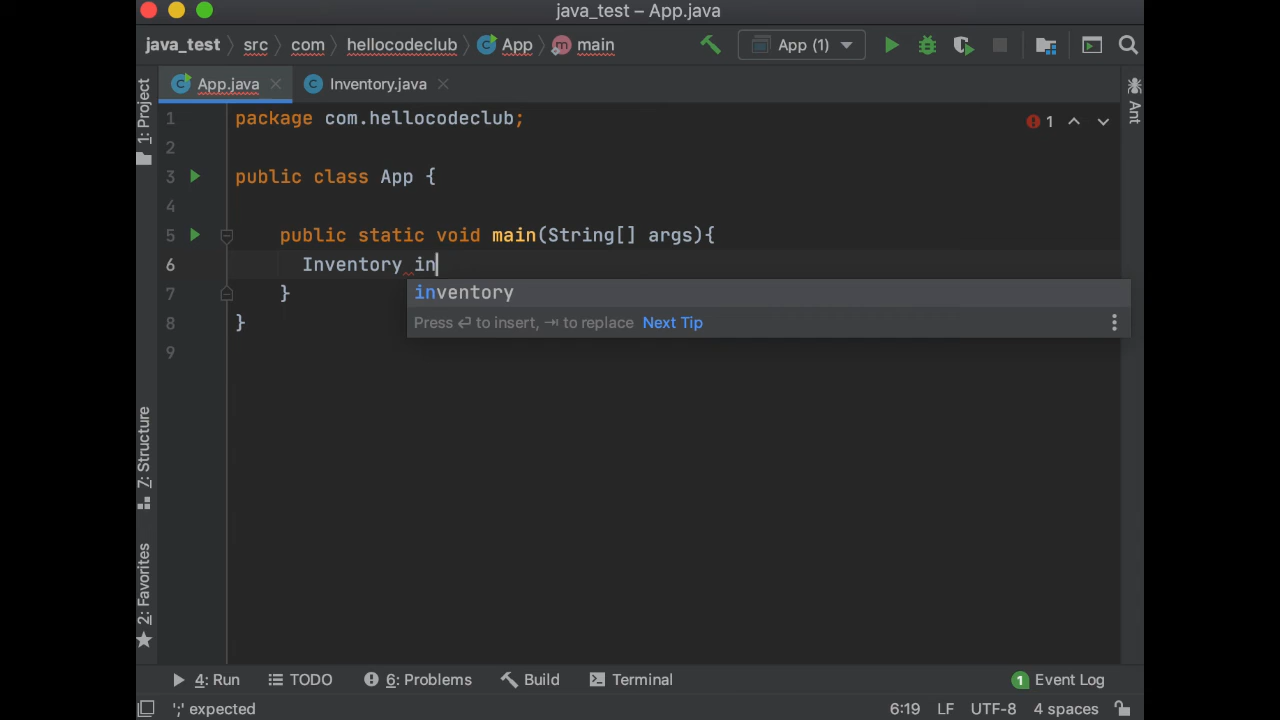 java_test – App.java
java_test src com hellocodeclub App main App (1)
App.java Inventory.java
1: Project
Ant
1 package com.hellocodeclub; 1
2
3 public class App {
4
5 public static void main(String[] args){
6 Inventory in
inventory
7 }
Press ⏎ to insert, ⇥ to replace Next Tip
8 }
9
7: Structure
2: Favorites
4: Run TODO 6: Problems Build Terminal 1 Event Log
';' expected 6:19 LF UTF-8 4 spaces